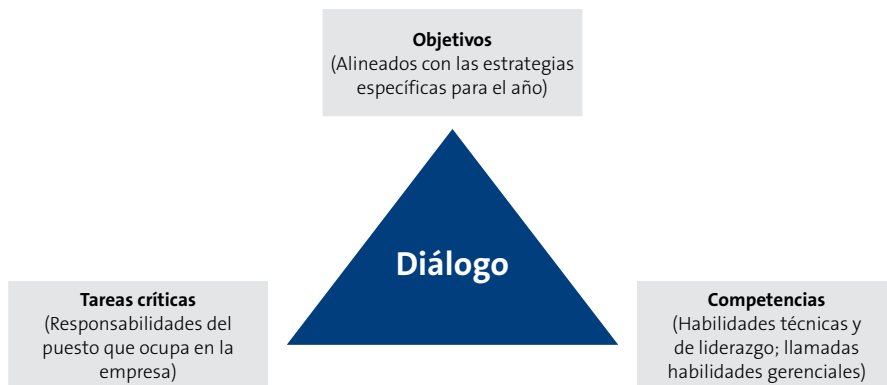 Objetivos
(Alineados con las estrategias
específicas para el año)
Diálogo
Tareas críticas
(Responsabilidades del
puesto que ocupa en la
empresa)
Competencias
(Habilidades técnicas y
de liderazgo; llamadas
habilidades gerenciales)